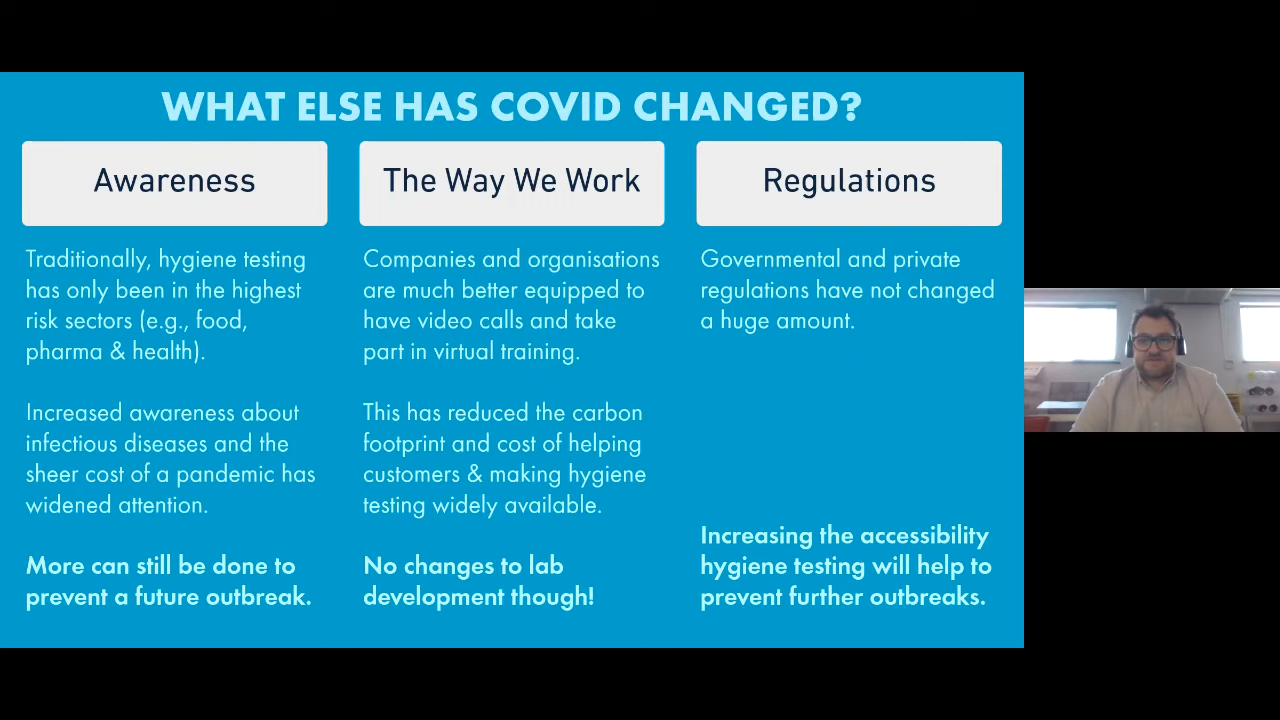 WHAT ELSE HAS COVID CHANGED?
Awareness
Traditionally, hygiene testing
has only been in the highest
risk sectors (e.g., food,
pharma & health).
Increased awareness about
infectious diseases and the
sheer cost of a pandemic has
widened attention.
More can still be done to
prevent a future outbreak.
The Way We Work
Companies and organisations
are much better equipped to
have video calls and take
part in virtual training.
This has reduced the carbon
footprint and cost of helping
customers & making hygiene
testing widely available.
No changes to lab
development though!
Regulations
Governmental and private
regulations have not changed
a huge amount.
Increasing the accessibility
hygiene testing will help to
prevent further outbreaks.